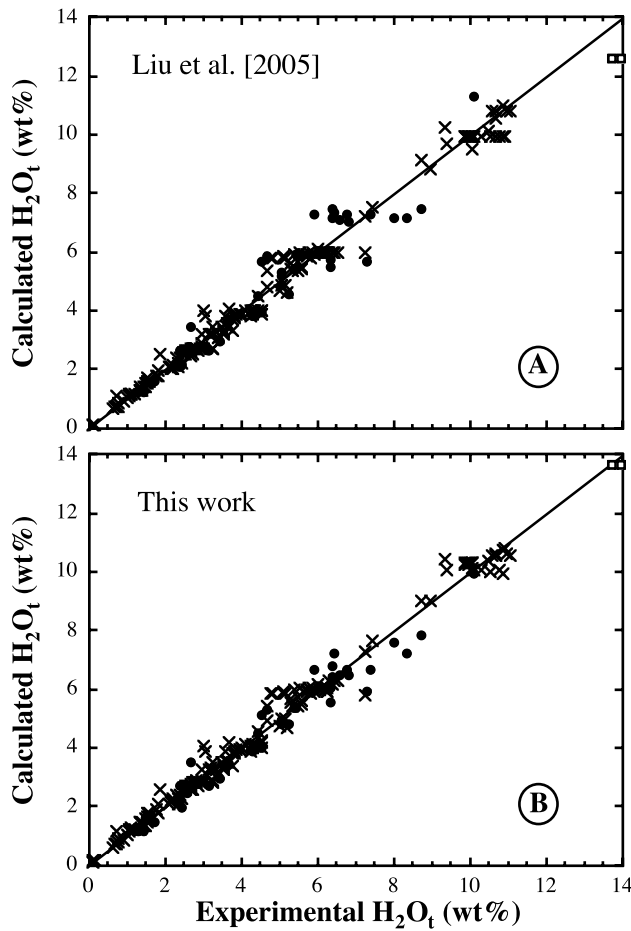 14
12
10
8
6
4
2
0
Calculated H₂Oₜ (wt%)
Liu et al. [2005]
A
14
12
10
8
6
4
2
0
Calculated H₂Oₜ (wt%)
This work
B
0 2 4 6 8 10 12 14
Experimental H₂Oₜ (wt%)